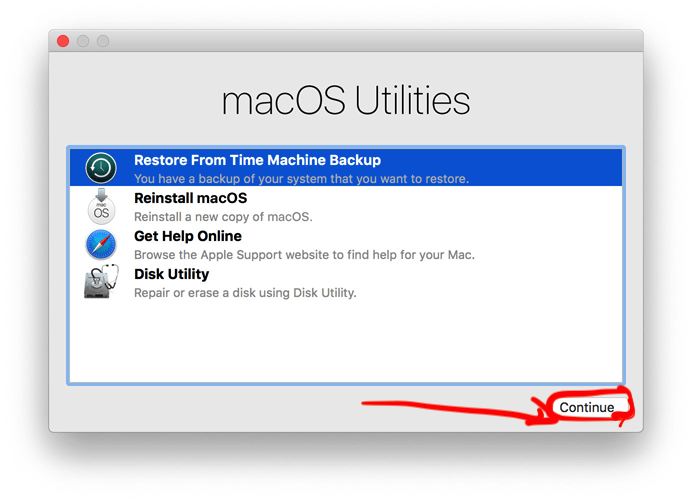 macOS Utilities
Restore From Time Machine Backup
You have a backup of your system that you want to restore.
mac
OS
Reinstall macOS
Reinstall a new copy of macOS.
Get Help Online
Browse the Apple Support website to find help for your Mac.
Disk Utility
Repair or erase a disk using Disk Utility.
Continue